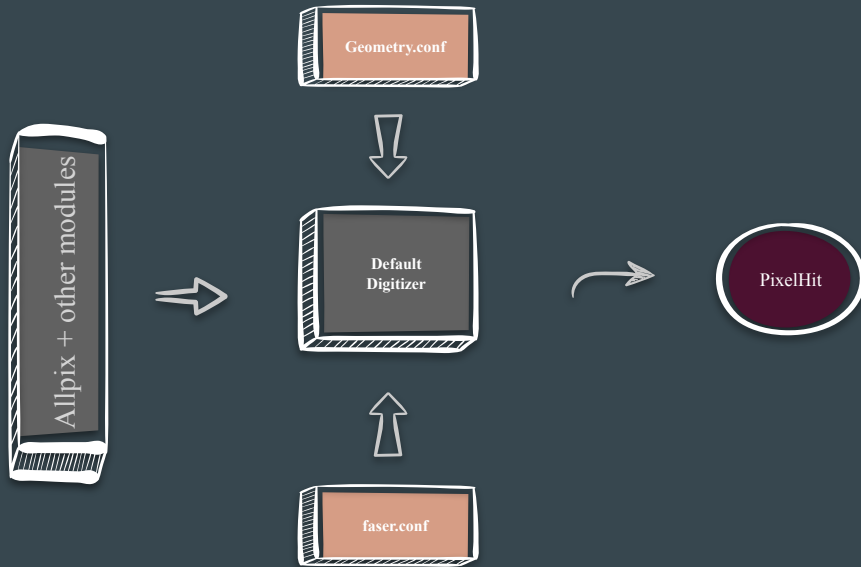 Geometry.conf
Allpix + other modules
Default
Digitizer
PixelHit
faser.conf